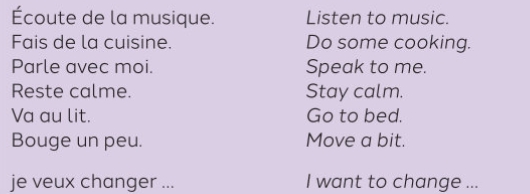 Écoute de la musique. Listen to music.
Fais de la cuisine. Do some cooking.
Parle avec moi. Speak to me.
Reste calme. Stay calm.
Va au lit. Go to bed.
Bouge un peu. Move a bit.
je veux changer ... I want to change ...